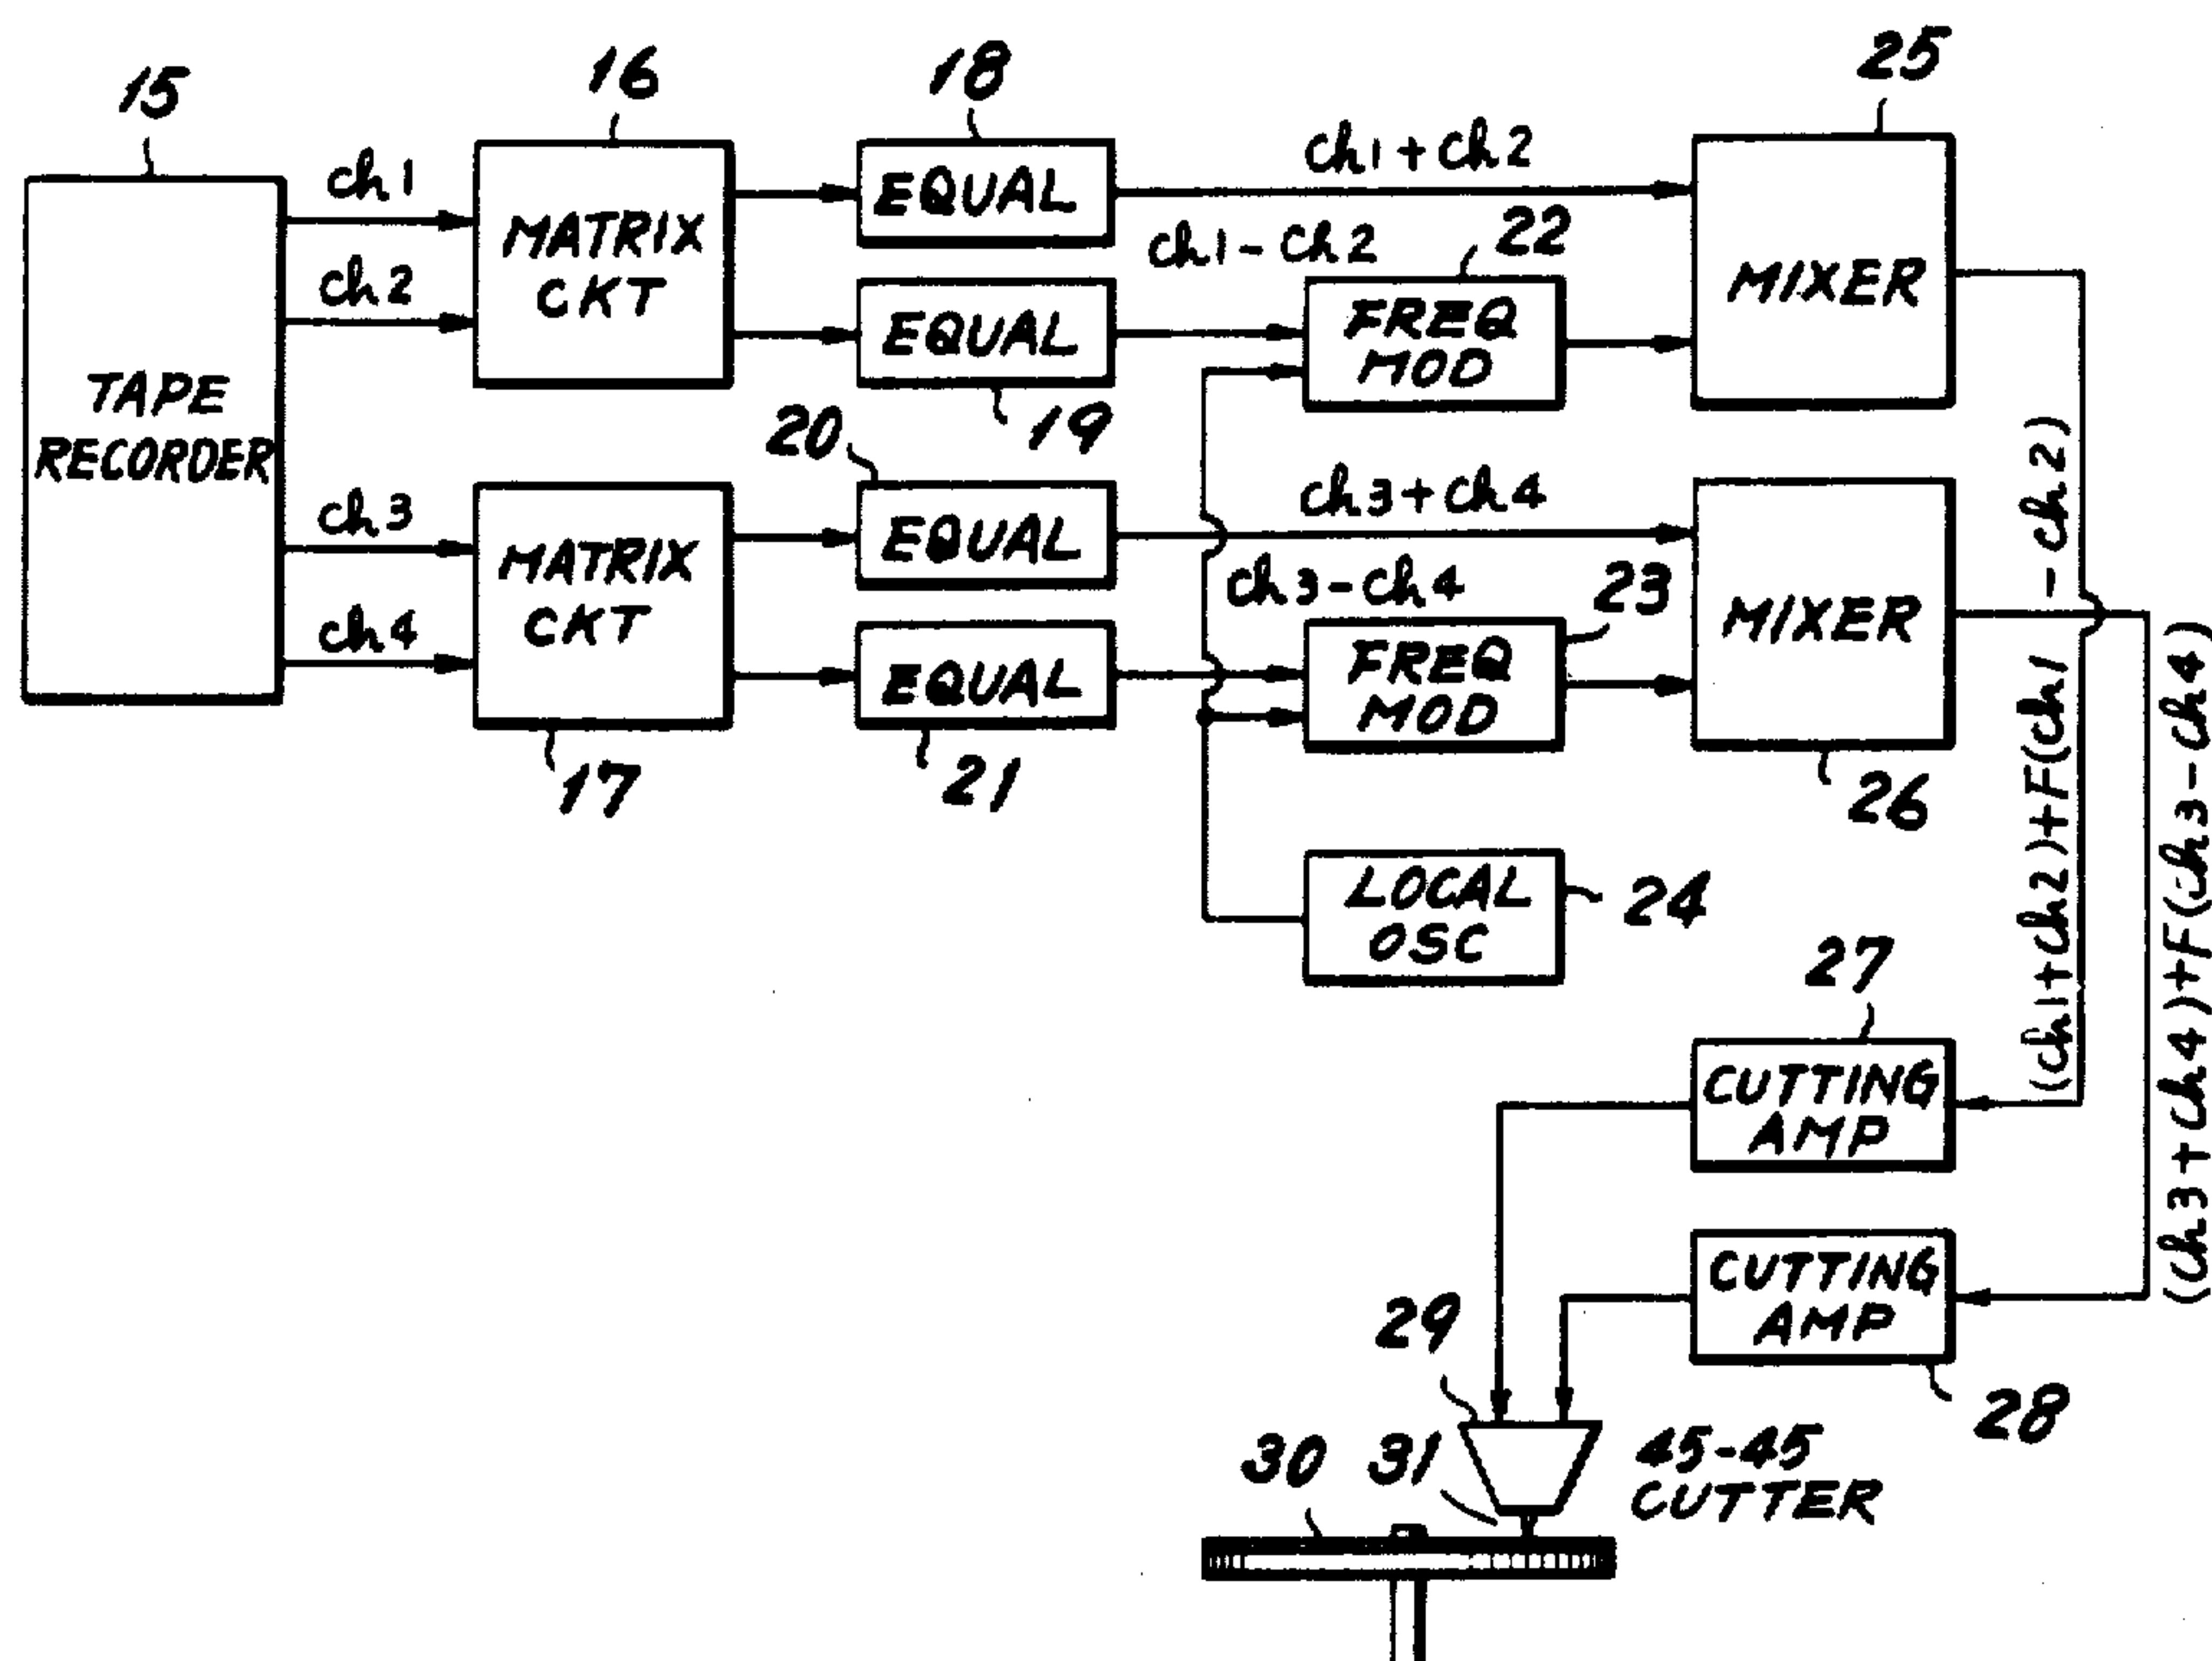 15
16
18
25
ch1
ch2
TAPE
RECORDER
MATRIX
CKT
EQUAL
ch1+ch2
ch1-ch2
22
EQUAL
19
FREQ
MOD
MIXER
20
ch3
ch4
MATRIX
CKT
17
EQUAL
ch3+ch4
ch3-ch4
23
EQUAL
21
FREQ
MOD
MIXER
26
LOCAL
OSC
24
(ch1+ch2)+F(ch1-ch2)
(ch3+ch4)+F(ch3-ch4)
27
CUTTING
AMP
CUTTING
AMP
28
29
30
31
45-45
CUTTER